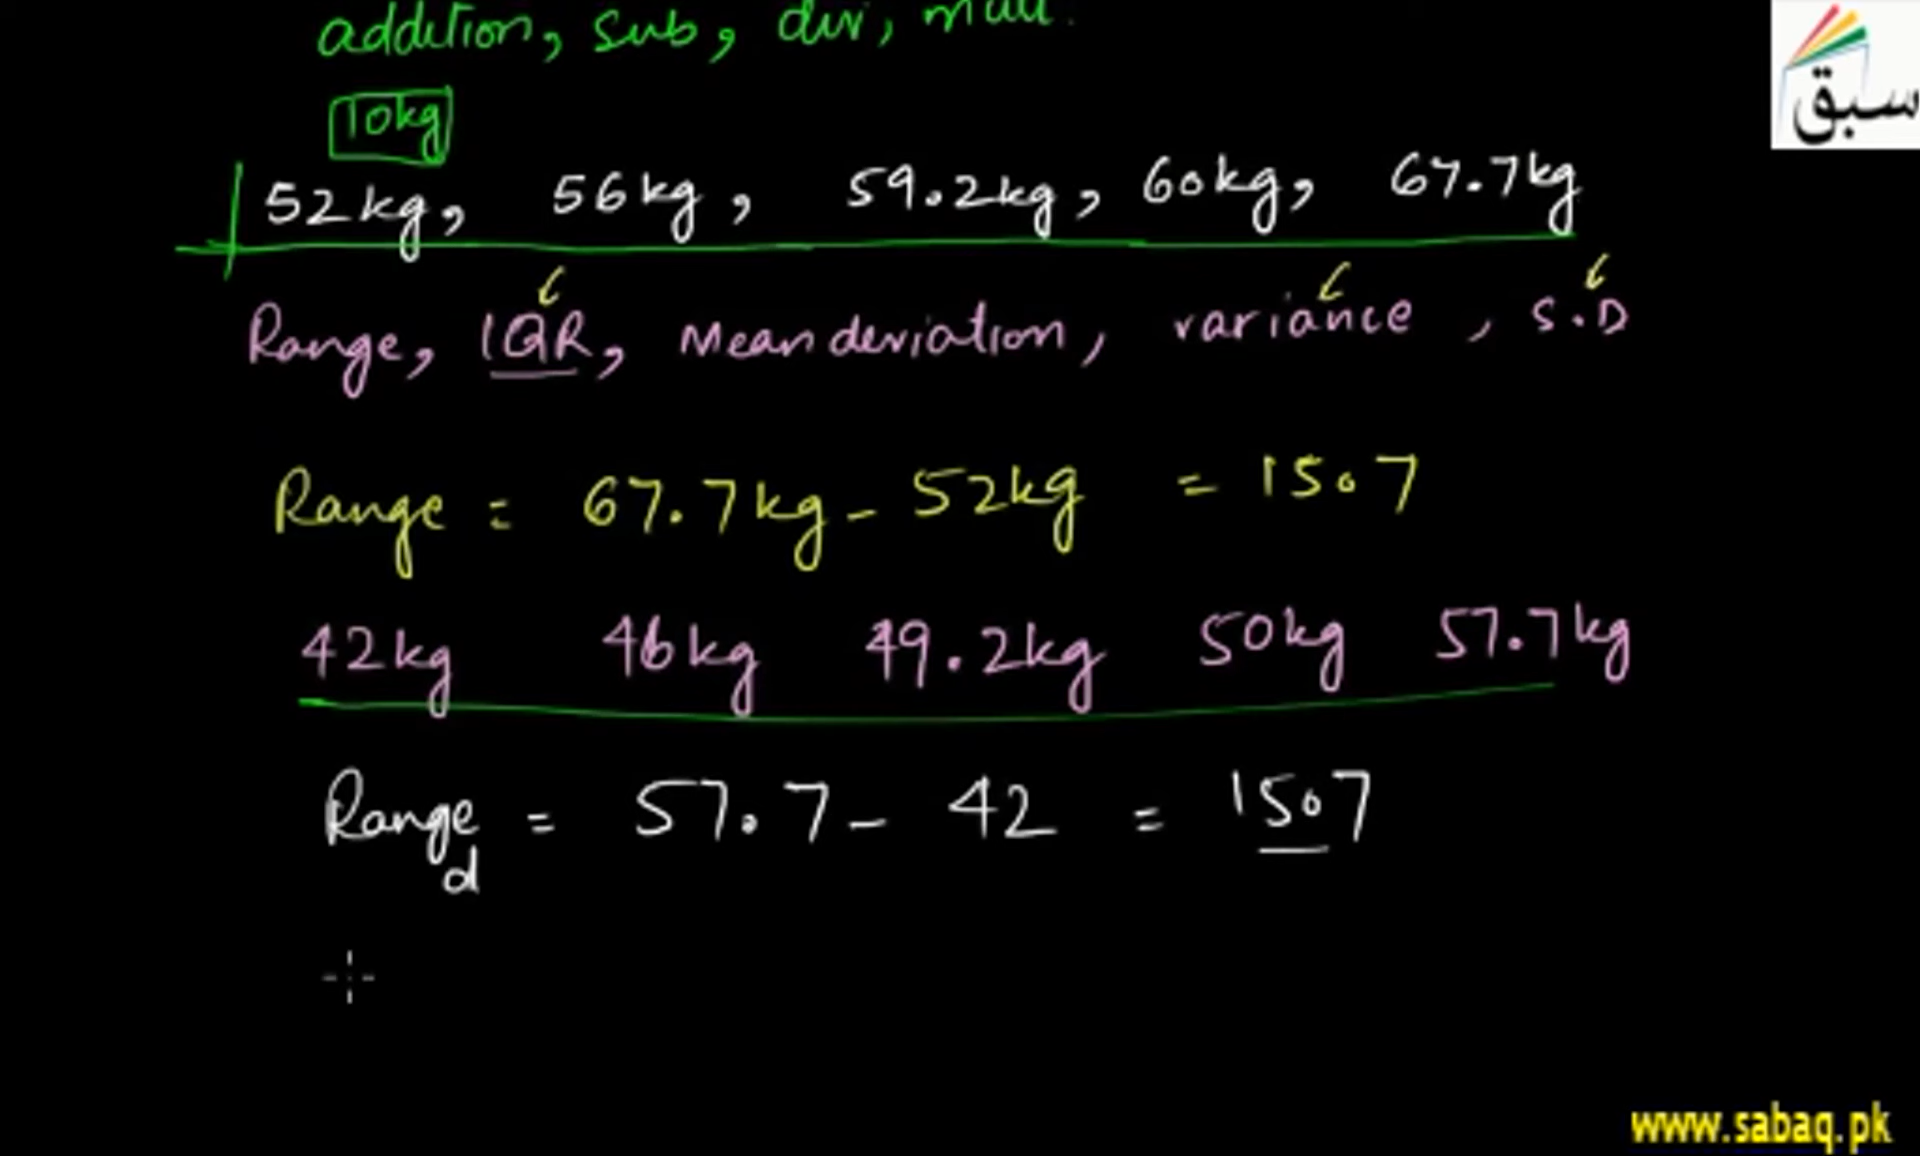 addition, sub, div, mul.
سبق
10kg
52kg, 56kg, 59.2kg, 60kg, 67.7kg
Range, IQR, Mean deviation, variance, S.D
Range = 67.7kg - 52kg = 15.7
42kg 46kg 49.2kg 50kg 57.7kg
Range d = 57.7 - 42 = 15.7
www.sabaq.pk